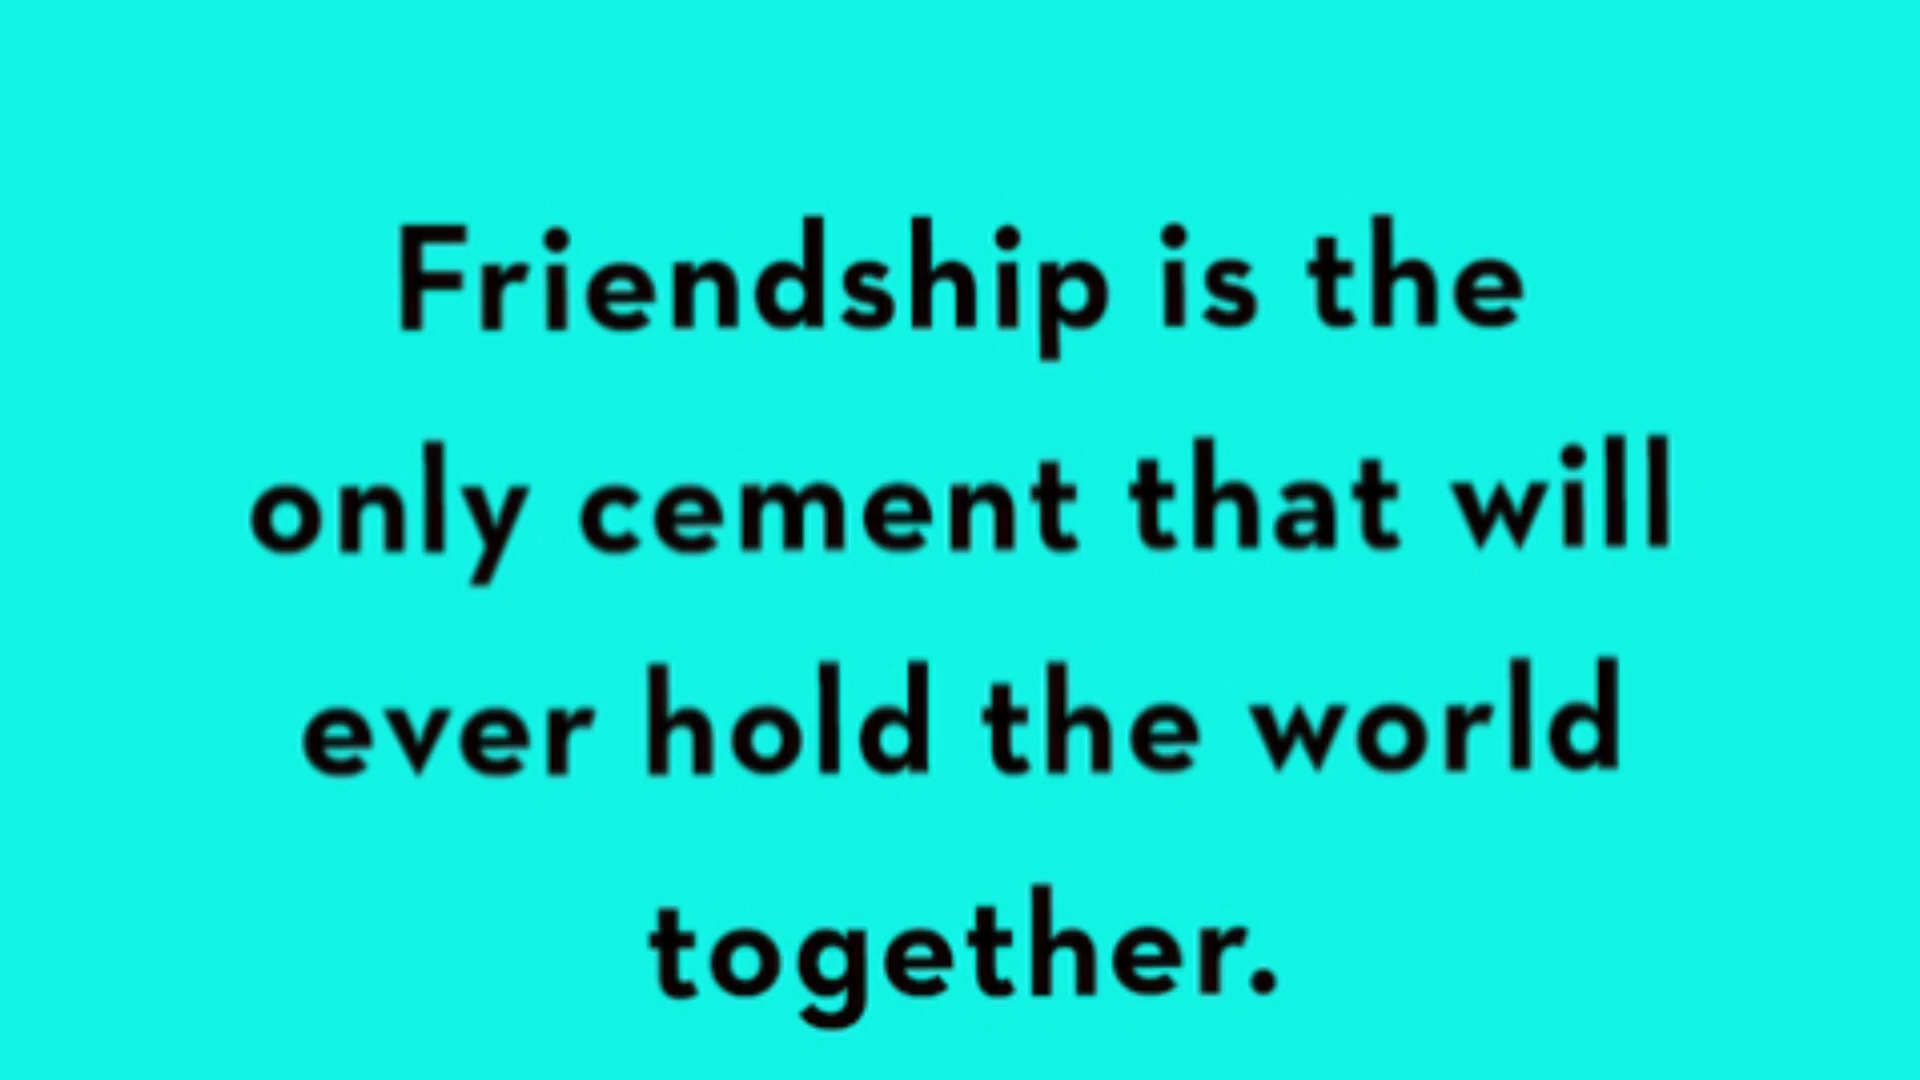 Friendship is the
only cement that will
ever hold the world
together.